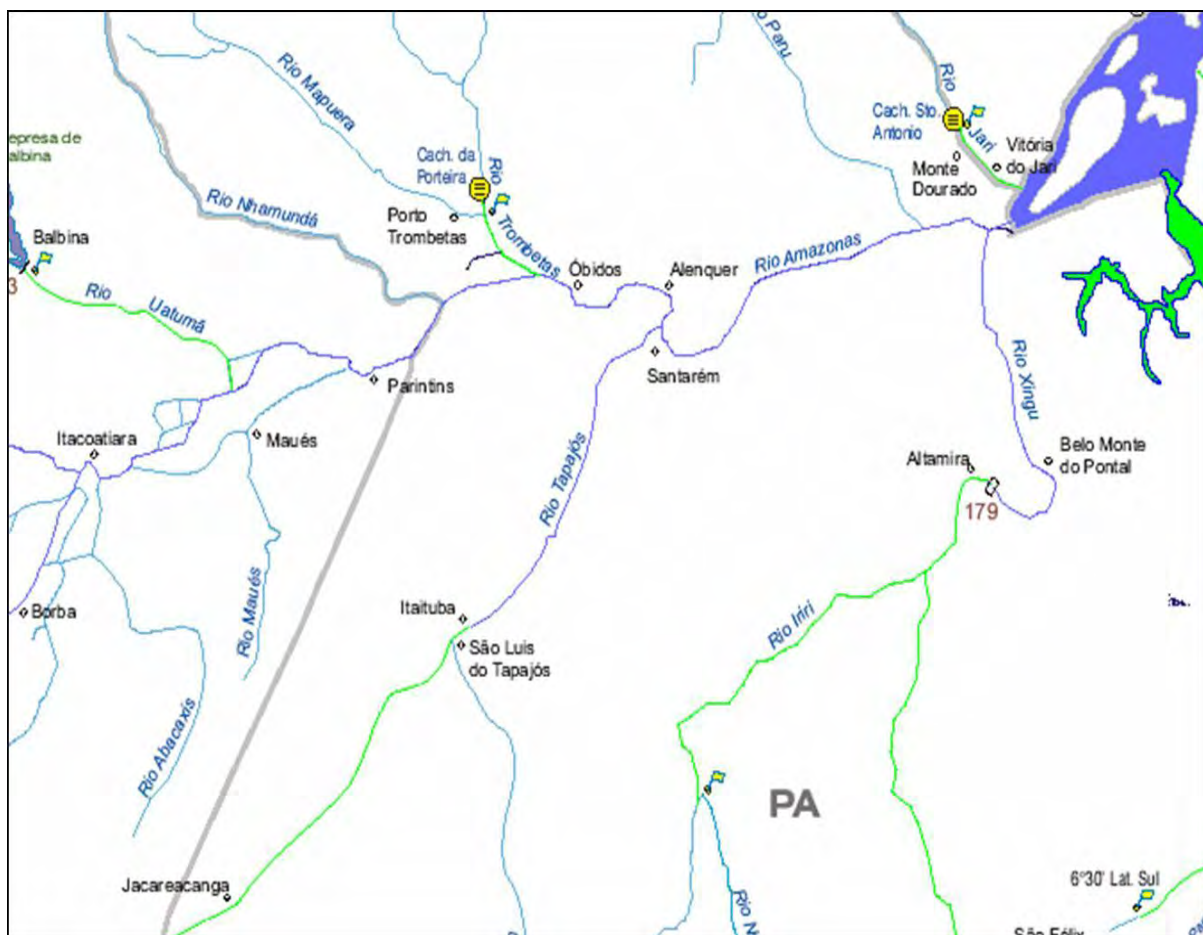 Rio Paru
Rio Mapuera
epresa de
albina
Cach. da
Porteira
Cach. Sto.
Antonio
Rio
Jari
Monte
Dourado
Vitória
do Jari
Rio Nhamundá
Porto
Trombetas
Rio
Trombetas
Balbina
3
Rio
Uatumã
Óbidos
Alenquer
Rio Amazonas
Parintins
Santarém
Rio Xingu
Itacoatiara
Maués
Rio Tapajós
Altamira
179
Belo Monte
do Pontal
Borba
Rio Maués
Itaituba
São Luis
do Tapajós
Rio Iriri
Rio Abacaxis
PA
Jacareacanga
Rio N
6°30' Lat. Sul
São Félix